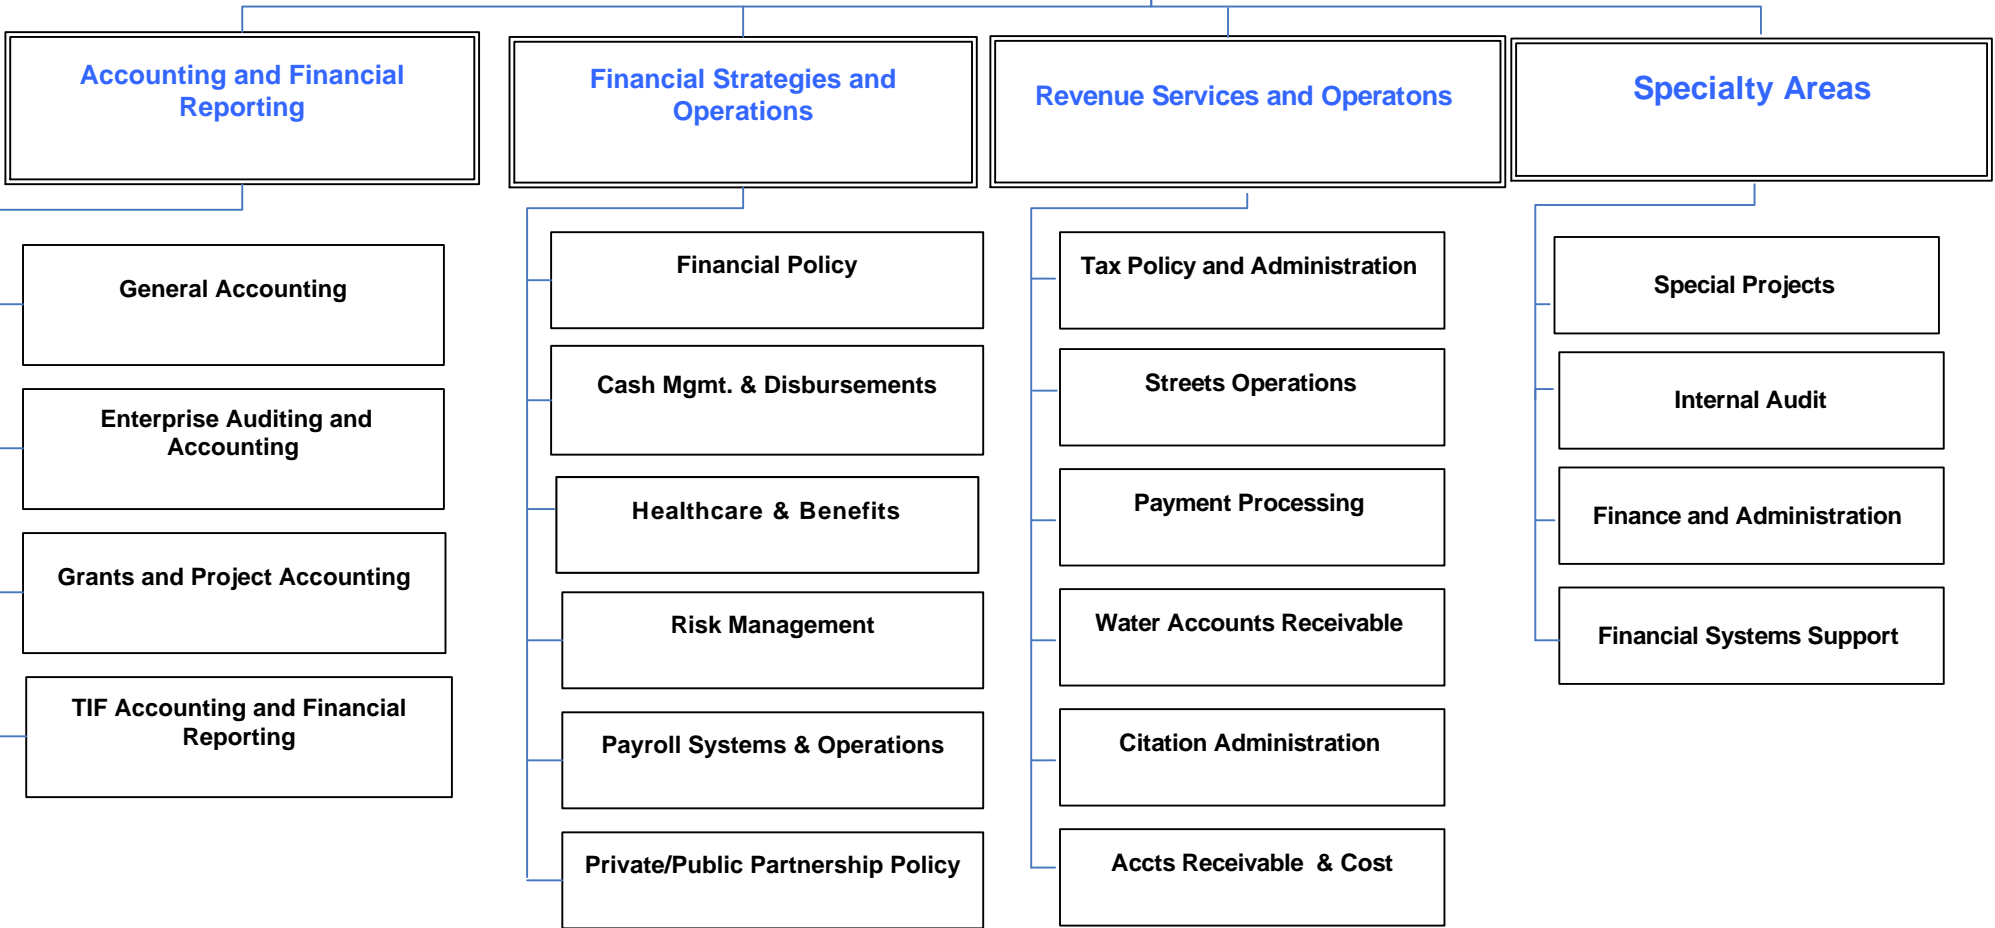 Accounting and Financial
Reporting
Financial Strategies and
Operations
Revenue Services and Operatons
Specialty Areas
General Accounting
Enterprise Auditing and
Accounting
Grants and Project Accounting
TIF Accounting and Financial
Reporting
Financial Policy
Cash Mgmt. & Disbursements
Healthcare & Benefits
Risk Management
Payroll Systems & Operations
Private/Public Partnership Policy
Tax Policy and Administration
Streets Operations
Payment Processing
Water Accounts Receivable
Citation Administration
Accts Receivable & Cost
Special Projects
Internal Audit
Finance and Administration
Financial Systems Support